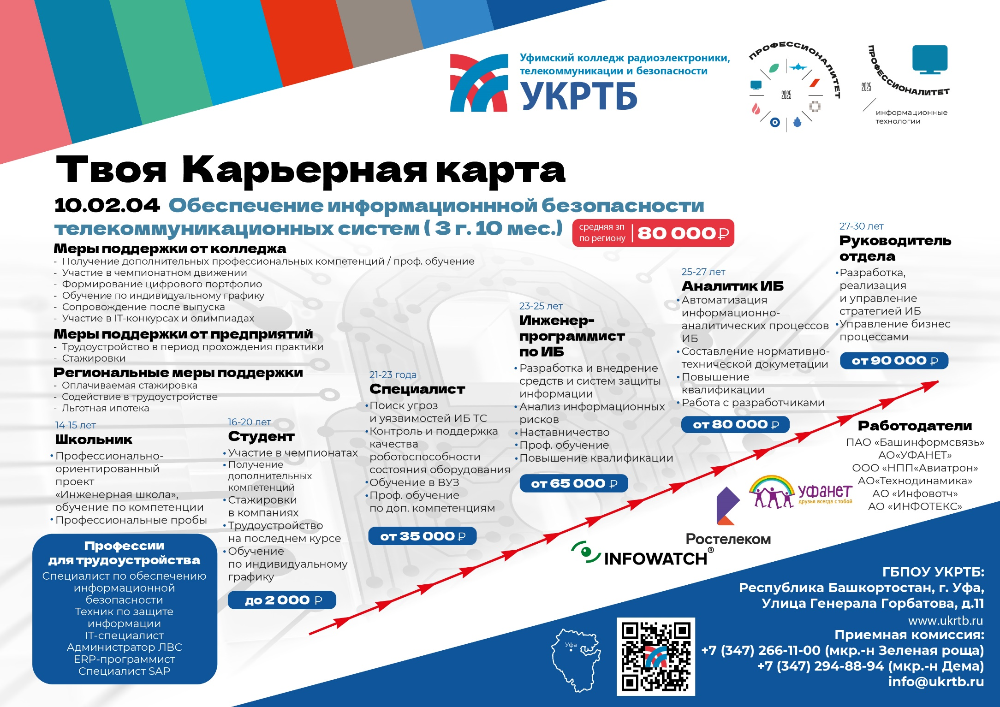 Уфимский колледж радиоэлектроники,
телекоммуникации и безопасности
УКРТБ
ПРОФЕССИОНАЛИТЕТ
2025
ПРОФЕССИОНАЛИТЕТ
2025
информационные
технологии
Твоя Карьерная карта
10.02.04 Обеспечение информационнной безопасности
телекоммуникационных систем ( 3 г. 10 мес.)
средняя зп
по региону
80 000 ₽
Меры поддержки от колледжа
- Получение дополнительных профессиональных компетенций / проф. обучение
- Участие в чемпионатном движении
- Формирование цифрового портфолио
- Обучение по индивидуальному графику
- Сопровождение после выпуска
- Участие в IT-конкурсах и олимпиадах
Меры поддержки от предприятий
- Трудоустройство в период прохождения практики
- Стажировки
Региональные меры поддержки
- Оплачиваемая стажировка
- Содействие в трудоустройстве
- Льготная ипотека
14-15 лет
Школьник
• Профессионально-
ориентированный
проект
«Инженерная школа»,
обучение по компетенции
• Профессиональные пробы
16-20 лет
Студент
• Участие в чемпионатах
• Получение
дополнительных
компетенций
• Стажировки
в компаниях
• Трудоустройство
на последнем курсе
• Обучение
по индивидуальному
графику
до 2 000 ₽
21-23 года
Специалист
• Поиск угроз
и уязвимостей ИБ ТС
• Контроль и поддержка
качества
роботоспособности
состояния оборудования
• Обучение в ВУЗ
• Проф. обучение
по доп. компетенциям
от 35 000 ₽
23-25 лет
Инженер-
программист
по ИБ
• Разработка и внедрение
средств и систем защиты
информации
• Анализ информационных
рисков
• Наставничество
• Проф. обучение
• Повышение квалификации
от 65 000 ₽
25-27 лет
Аналитик ИБ
• Автоматизация
информационно-
аналитических процессов
ИБ
• Составление нормативно-
технической докуметации
• Повышение
квалификации
• Работа с разработчиками
от 80 000 ₽
27-30 лет
Руководитель
отдела
• Разработка,
реализация
и управление
стратегией ИБ
• Управление бизнес
процессами
от 90 000 ₽
Работодатели
ПАО «Башинформсвязь»
АО«УФАНЕТ»
ООО «НПП«Авиатрон»
АО«Технодинамика»
АО «Инфовотч»
АО «ИНФОТЕКС»
уфанет
друзья всегда с тобой
Ростелеком
INFOWATCH®
Профессии
для трудоустройства
Специалист по обеспечению
информационной
безопасности
Техник по защите
информации
IT-специалист
Администратор ЛВС
ERP-программист
Специалист SAP
Уфа
ГБПОУ УКРТБ:
Республика Башкортостан, г. Уфа,
Улица Генерала Горбатова, д.11
www.ukrtb.ru
Приемная комиссия:
+7 (347) 266-11-00 (мкр.-н Зеленая роща)
+7 (347) 294-88-94 (мкр.-н Дема)
info@ukrtb.ru